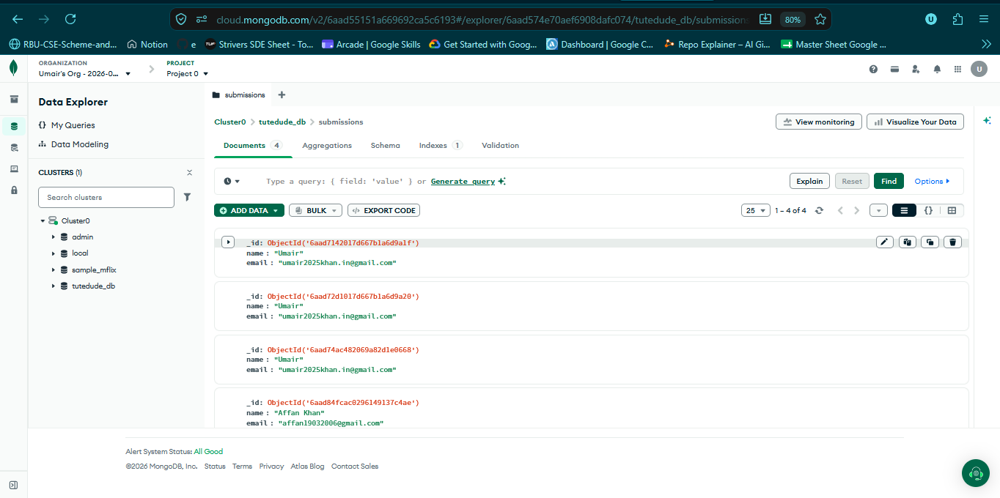 cloud.mongodb.com/v2/6aad55151a669692ca5c6193#/explorer/6aad574e70aef6908dafc074/tutedude_db/submissions
80%
U
RBU-CSE-Scheme-and...
Notion
e
TUF Strivers SDE Sheet - To...
Arcade | Google Skills
Get Started with Goog...
Dashboard | Google C...
Repo Explainer – AI Gi...
Master Sheet Google ...
ORGANIZATION
Umair's Org - 2026-0...
PROJECT
Project 0
U
Data Explorer
My Queries
Data Modeling
CLUSTERS (1)
Search clusters
Cluster0
admin
local
sample_mflix
tutedude_db
submissions
Cluster0 > tutedude_db > submissions
View monitoring
Visualize Your Data
Documents 4
Aggregations
Schema
Indexes 1
Validation
Type a query: { field: 'value' } or Generate query
Explain
Reset
Find
Options
ADD DATA
BULK
EXPORT CODE
25
1 – 4 of 4
_id: ObjectId('6aad7142017d667b1a6d9a1f')
name : "Umair"
email : "umair2025khan.in@gmail.com"
_id: ObjectId('6aad72d1017d667b1a6d9a20')
name : "Umair"
email : "umair2025khan.in@gmail.com"
_id: ObjectId('6aad74ac482069a82d1e0668')
name : "Umair"
email : "umair2025khan.in@gmail.com"
_id: ObjectId('6aad84fcac0296149137c4ae')
name : "Affan Khan"
email : "affan19032006@gmail.com"
Alert System Status: All Good
©2026 MongoDB, Inc. Status Terms Privacy Atlas Blog Contact Sales